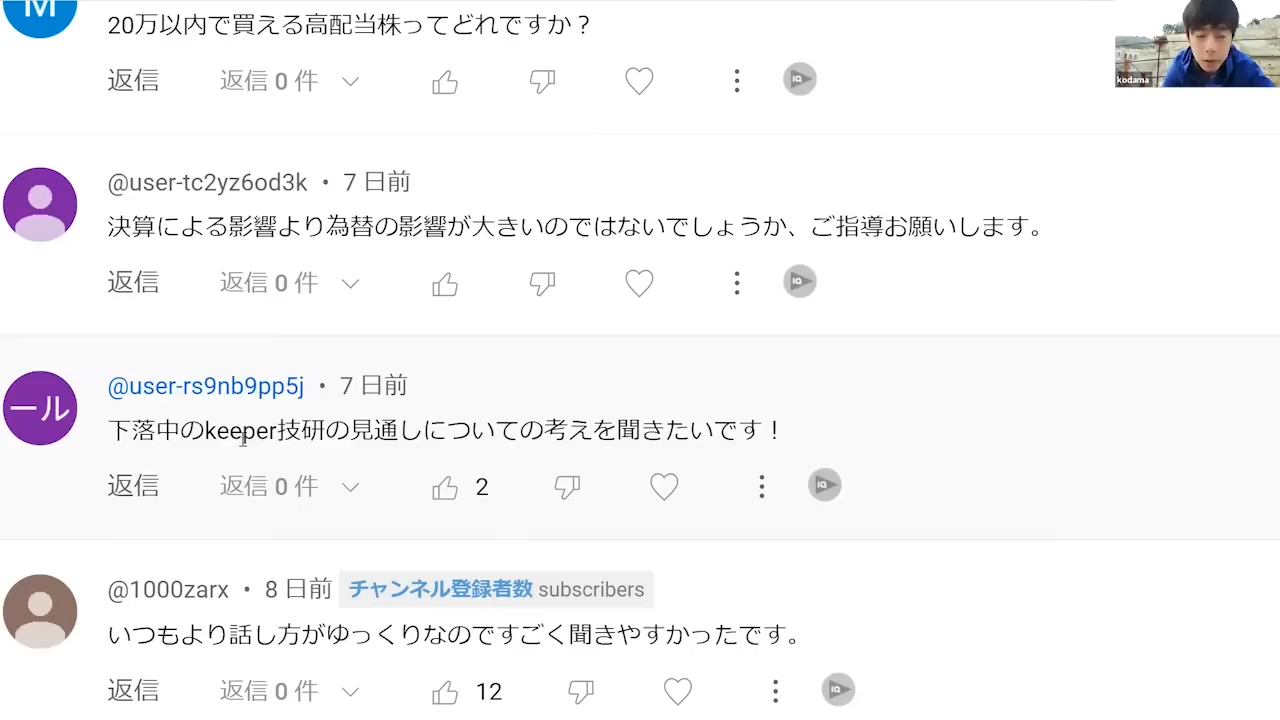 M
20万以内で買える高配当株ってどれですか？
返信 返信 0 件
IQ
kodama
@user-tc2yz6od3k • 7 日前
決算による影響より為替の影響が大きいのではないでしょうか、ご指導お願いします。
返信 返信 0 件
IQ
ール
@user-rs9nb9pp5j • 7 日前
下落中のkeeper技研の見通しについての考えを聞きたいです！
返信 返信 0 件 2
IQ
@1000zarx • 8 日前 チャンネル登録者数 subscribers
いつもより話し方がゆっくりなのですごく聞きやすかったです。
返信 返信 0 件 12
IQ